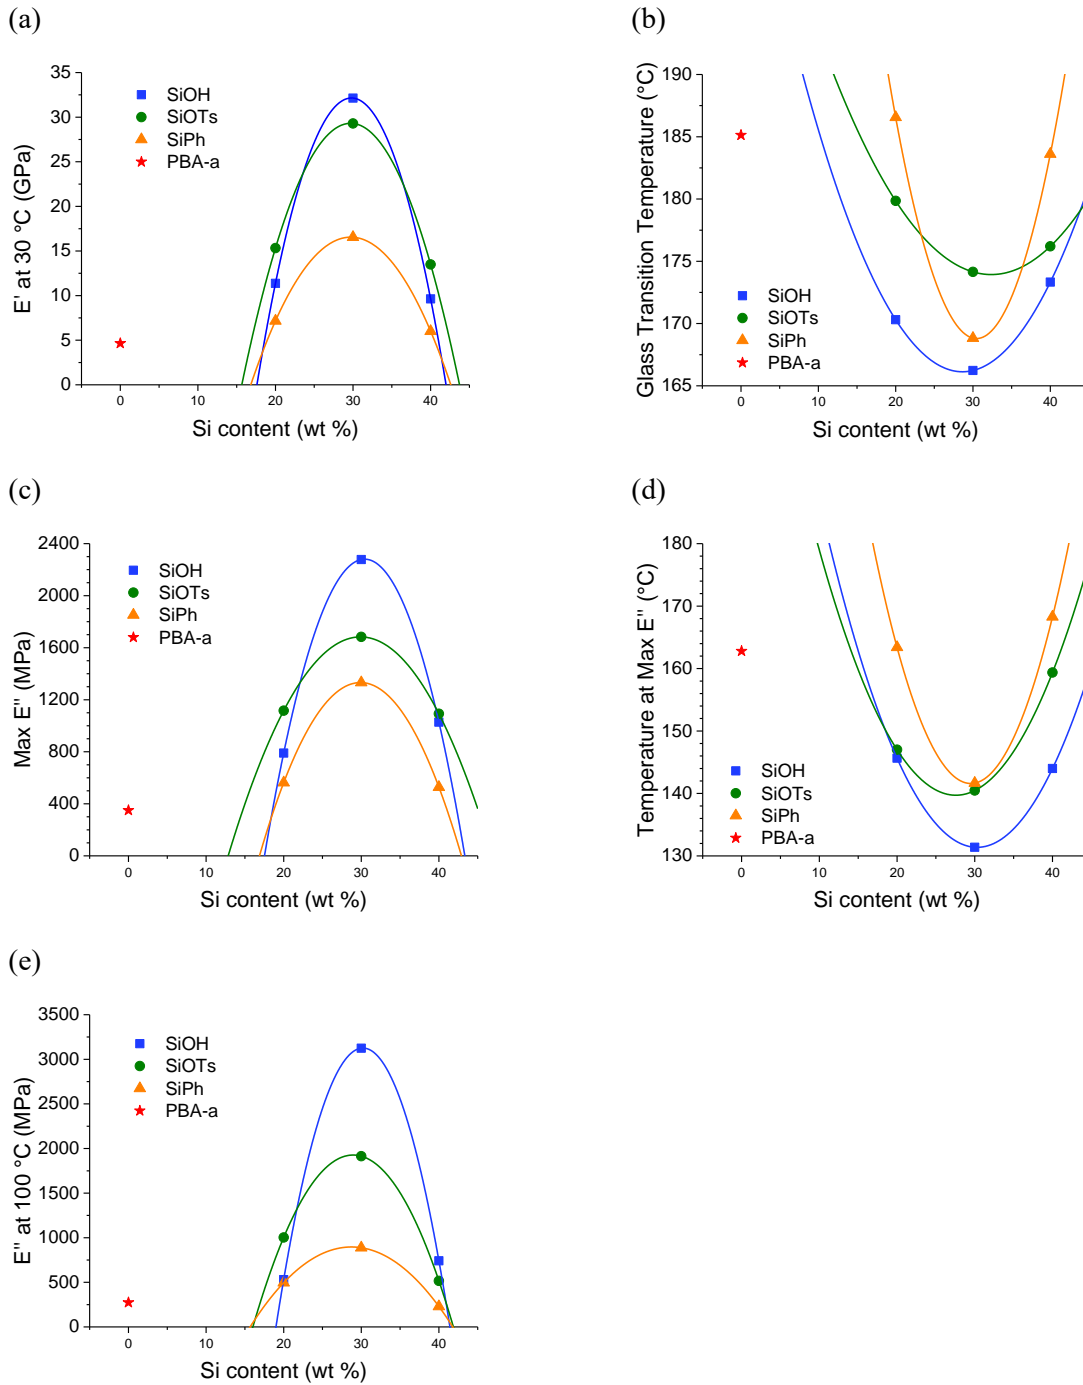 (a)
E' at 30 °C (GPa)
35
30
25
20
15
10
5
0
SiOH
SiOTs
SiPh
PBA-a
0 10 20 30 40
Si content (wt %)
(b)
Glass Transition Temperature (°C)
190
185
180
175
170
165
SiOH
SiOTs
SiPh
PBA-a
0 10 20 30 40
Si content (wt %)
(c)
Max E'' (MPa)
2400
2000
1600
1200
800
400
0
SiOH
SiOTs
SiPh
PBA-a
0 10 20 30 40
Si content (wt %)
(d)
Temperature at Max E'' (°C)
180
170
160
150
140
130
SiOH
SiOTs
SiPh
PBA-a
0 10 20 30 40
Si content (wt %)
(e)
E'' at 100 °C (MPa)
3500
3000
2500
2000
1500
1000
500
0
SiOH
SiOTs
SiPh
PBA-a
0 10 20 30 40
Si content (wt %)